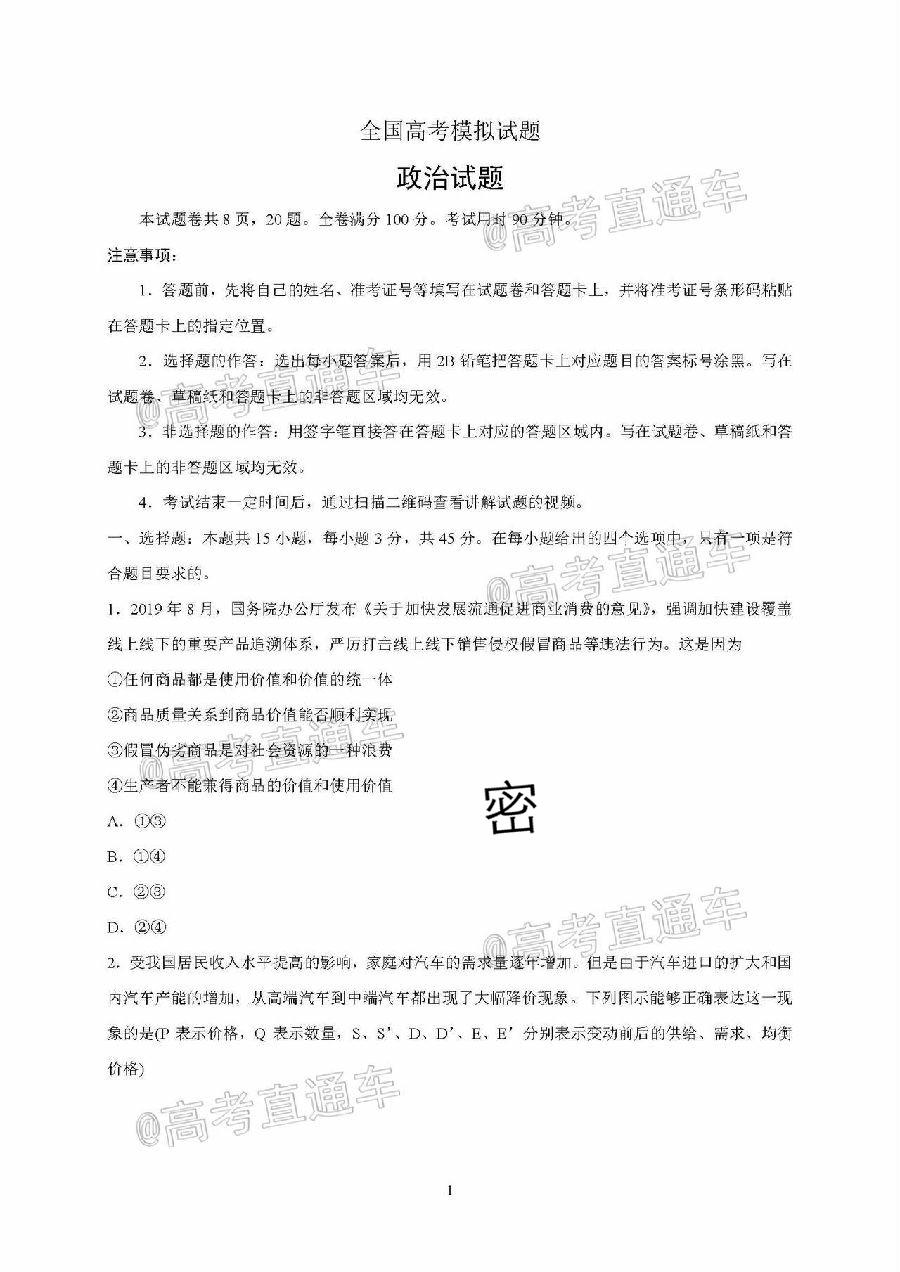 全国高考模拟试题
政治试题
本试题卷共 8 页，20 题。全卷满分 100 分。考试用时 90 分钟。
注意事项：
1．答题前，先将自己的姓名、准考证号等填写在试题卷和答题卡上，并将准考证号条形码粘贴
在答题卡上的指定位置。
2．选择题的作答：选出每小题答案后，用 2B 铅笔把答题卡上对应题目的答案标号涂黑。写在
试题卷、草稿纸和答题卡上的非答题区域均无效。
3．非选择题的作答：用签字笔直接答在答题卡上对应的答题区域内。写在试题卷、草稿纸和答
题卡上的非答题区域均无效。
4．考试结束一定时间后，通过扫描二维码查看讲解试题的视频。
一、选择题：本题共 15 小题，每小题 3 分，共 45 分。在每小题给出的四个选项中，只有一项是符
合题目要求的。
1．2019 年 8 月，国务院办公厅发布《关于加快发展流通促进商业消费的意见》，强调加快建设覆盖
线上线下的重要产品追溯体系，严厉打击线上线下销售侵权假冒商品等违法行为。这是因为
①任何商品都是使用价值和价值的统一体
②商品质量关系到商品价值能否顺利实现
③假冒伪劣商品是对社会资源的一种浪费
④生产者不能兼得商品的价值和使用价值
密
A．①③
B．①④
C．②③
D．②④
2．受我国居民收入水平提高的影响，家庭对汽车的需求量逐年增加。但是由于汽车进口的扩大和国
内汽车产能的增加，从高端汽车到中端汽车都出现了大幅降价现象。下列图示能够正确表达这一现
象的是(P 表示价格，Q 表示数量，S、S′、D、D′、E、E′分别表示变动前后的供给、需求、均衡
价格)
1
@高考直通车
@高考直通车
@高考直通车
@高考直通车
@高考直通车
@高考直通车